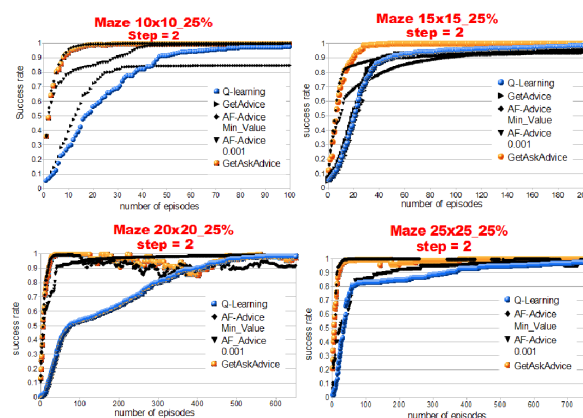 Maze 10x10_25%
Step = 2
Success rate
1
0.9
0.8
0.7
0.6
0.5
0.4
0.3
0.2
0.1
0
0 10 20 30 40 50 60 70 80 90 100
number of episodes
Q-learning
GetAdvice
AF-Advice
Min_Value
AF-Advice
0.001
GetAskAdvice
Maze 15x15_25%
Step = 2
success rate
1
0.9
0.8
0.7
0.6
0.5
0.4
0.3
0.2
0.1
0
0 20 40 60 80 100 120 140 160 180 200
number of episodes
Q-Learning
GetAdvice
AF-Advice
Min_Value
AF-Advice
0.001
GetAskAdvice
Maze 20x20_25%
step = 2
success rate
1
0.9
0.8
0.7
0.6
0.5
0.4
0.3
0.2
0.1
0
0 100 200 300 400 500 600
number of episodes
Q-Learning
AF-Advice
Min_Value
AF_Advice
0.001
GetAskAdvice
Maze 25x25_25%
step = 2
success rate
1
0.9
0.8
0.7
0.6
0.5
0.4
0.3
0.2
0.1
0
0 100 200 300 400 500 600 700
number of episodes
Q-Learning
AF-Advice
Min_Value
AF-Advice
0.001
GetAskAdvice